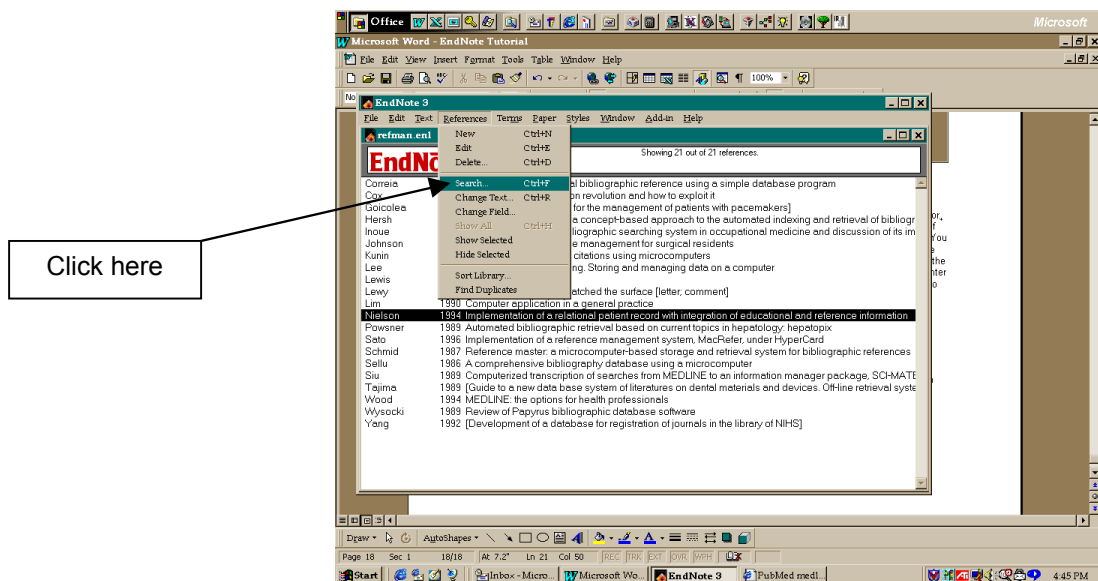 Office
Microsoft
Microsoft Word - EndNote Tutorial
File Edit View Insert Format Tools Table Window Help
100%
No
EndNote 3
File Edit Text References Terms Paper Styles Window Add-in Help
refman.enl
EndNo
Showing 21 out of 21 references.
New Ctrl+N
Edit Ctrl+E
Delete... Ctrl+D
Search... Ctrl+F
Change Text... Ctrl+R
Change Field...
Show All Ctrl+H
Show Selected
Hide Selected
Sort Library...
Find Duplicates
Click here
Correia al bibliographic reference using a simple database program
Cox on revolution and how to exploit it
Goicolea for the management of patients with pacemakers]
Hersh a concept-based approach to the automated indexing and retrieval of bibliogr
Inoue liographic searching system in occupational medicine and discussion of its im
Johnson e management for surgical residents
Kunin citations using microcomputers
Lee ng. Storing and managing data on a computer
Lewis
Lewy atched the surface [letter; comment]
Lim 1990 Computer application in a general practice
Nielson 1994 Implementation of a relational patient record with integration of educational and reference information
Powsner 1989 Automated bibliographic retrieval based on current topics in hepatology: hepatopix
Sato 1996 Implementation of a reference management system, MacRefer, under HyperCard
Schmid 1987 Reference master: a microcomputer-based storage and retrieval system for bibliographic references
Sellu 1986 A comprehensive bibliography database using a microcomputer
Siu 1989 Computerized transcription of searches from MEDLINE to an information manager package, SCI-MATE
Tajima 1989 [Guide to a new data base system of literatures on dental materials and devices. Off-line retrieval syste
Wood 1994 MEDLINE: the options for health professionals
Wysocki 1989 Review of Papyrus bibliographic database software
Yang 1992 [Development of a database for registration of journals in the library of NIHS]
or,
f
You
e
the
nter
o
Draw AutoShapes
Page 18 Sec 1 18/18 At 7.2" Ln 21 Col 50 REC TRK EXT OVR WPH
Start Inbox - Micro... Microsoft Wo... EndNote 3 PubMed medl... 4:45 PM